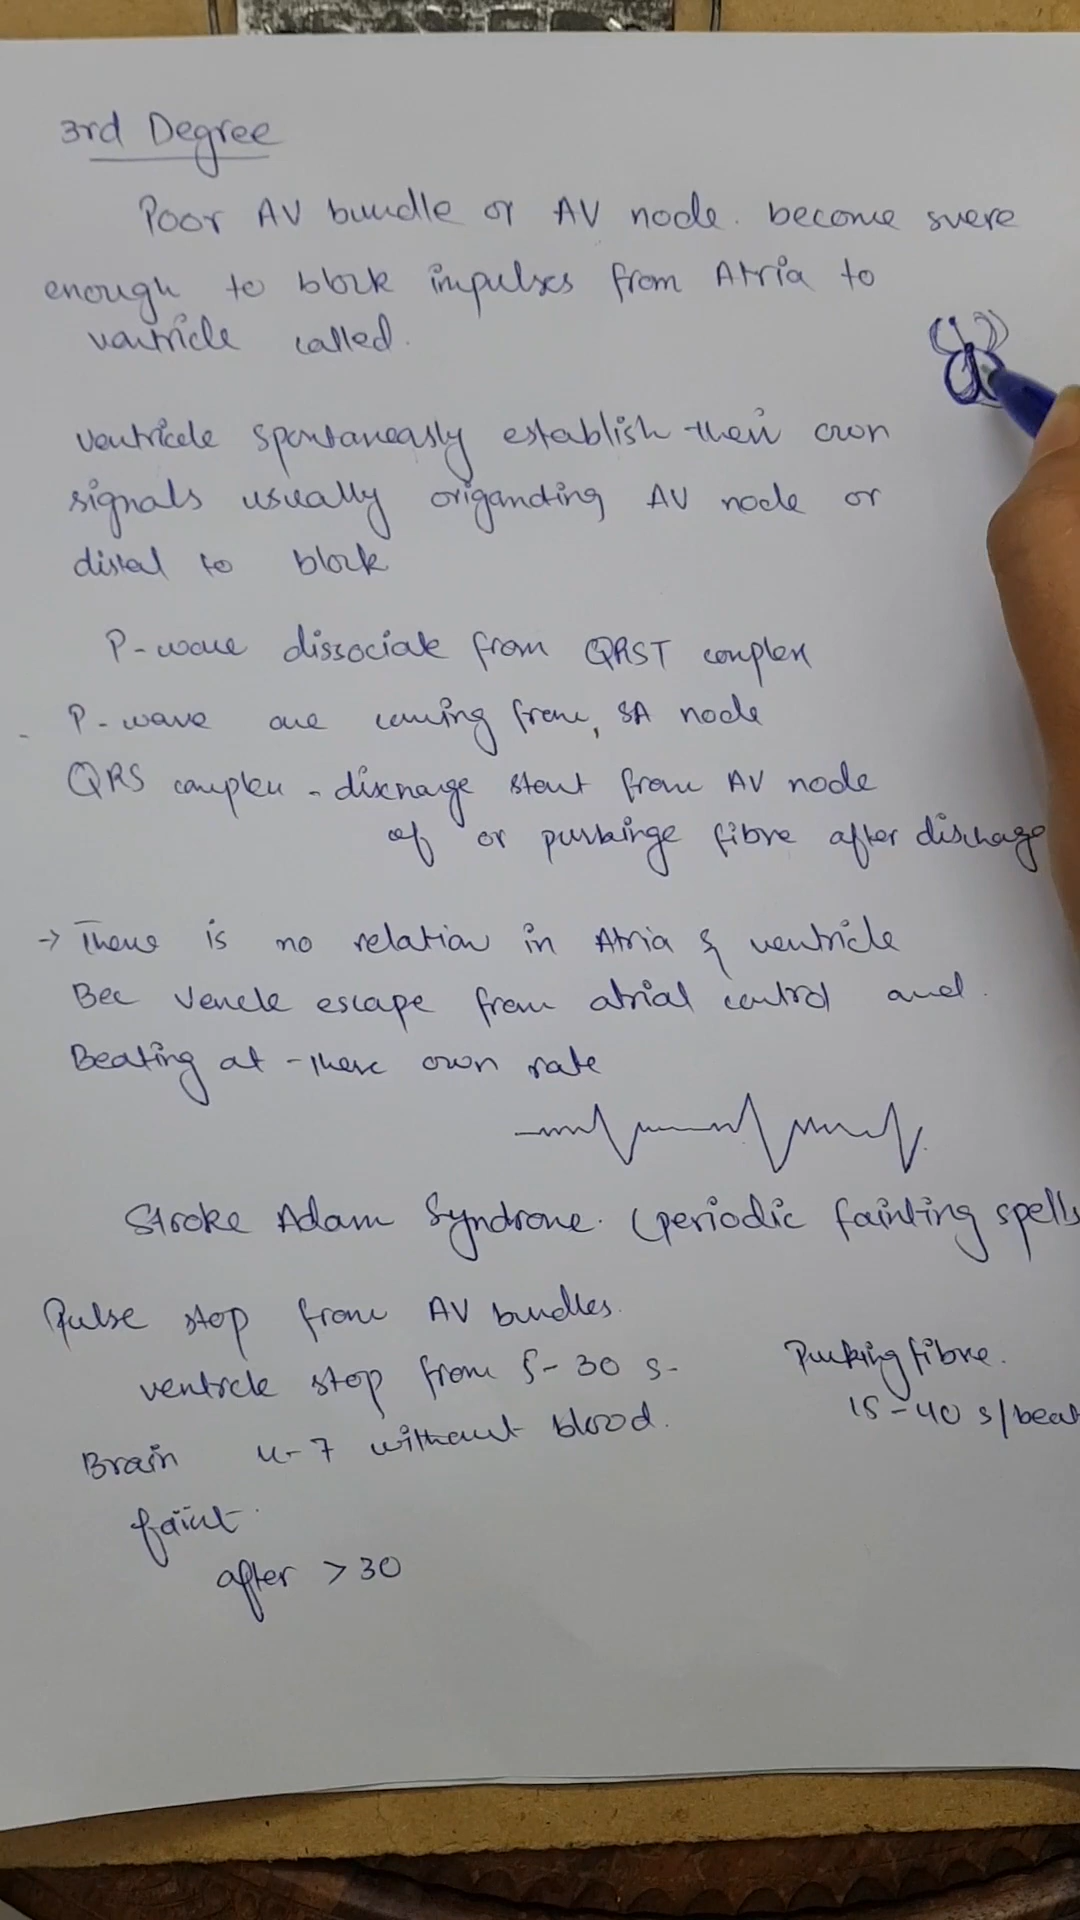 3rd Degree
Poor AV bundle or AV node. become svere
enough to block impulses from Atria to
ventricle called.
ventricle spontaneasly establish their own
signals usually origanding AV node or
distal to block
P-wave dissociate from QRST complex
P-wave are coming from, SA node
QRS complex - discharge start from AV node
of or purkinge fibre after dischage
→ There is no relation in Atria & ventricle
Bec Vencle escape from atrial control and.
Beating at there own rate
Stroke Adam Syndrone. (periodic fainting spells
Pulse stop from AV bundles.
ventricle stop from 5-30 s-
Purking fibre.
15-40 s/beat
Brain 4-7 without blood.
faint.
after >30